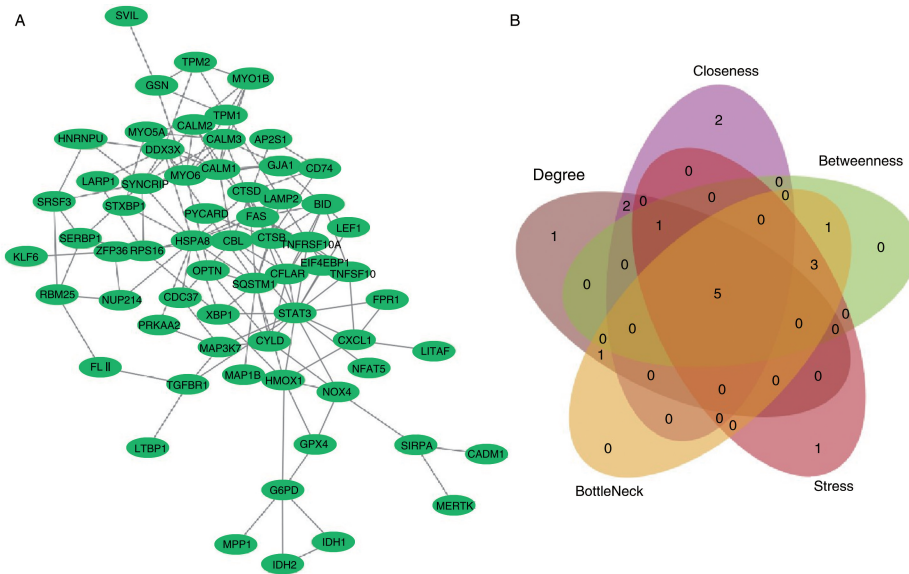 A
SVIL
TPM2
GSN
MYO1B
TPM1
CALM2
MYO5A
HNRNPU
CALM3
AP2S1
DDX3X
CALM1
GJA1
CD74
MYO6
LARP1
SYNCRIP
CTSD
LAMP2
SRSF3
STXBP1
BID
PYCARD
FAS
LEF1
SERBP1
HSPA8
CBL
CTSB
TNFRSF10A
ZFP36
RPS16
KLF6
EIF4EBP1
OPTN
CFLAR
TNFSF10
SQSTM1
RBM25
NUP214
CDC37
FPR1
XBP1
STAT3
PRKAA2
CYLD
CXCL1
MAP3K7
LITAF
FL II
NFAT5
MAP1B
HMOX1
TGFBR1
NOX4
LTBP1
GPX4
SIRPA
CADM1
G6PD
MERTK
MPP1
IDH1
IDH2
B
Closeness
Betweenness
Degree
BottleNeck
Stress
2
0
0
0
0
0
2
1
0
1
1
0
0
3
0
5
0
0
0
0
0
0
1
0
0
0
0
0
0
0
0
1